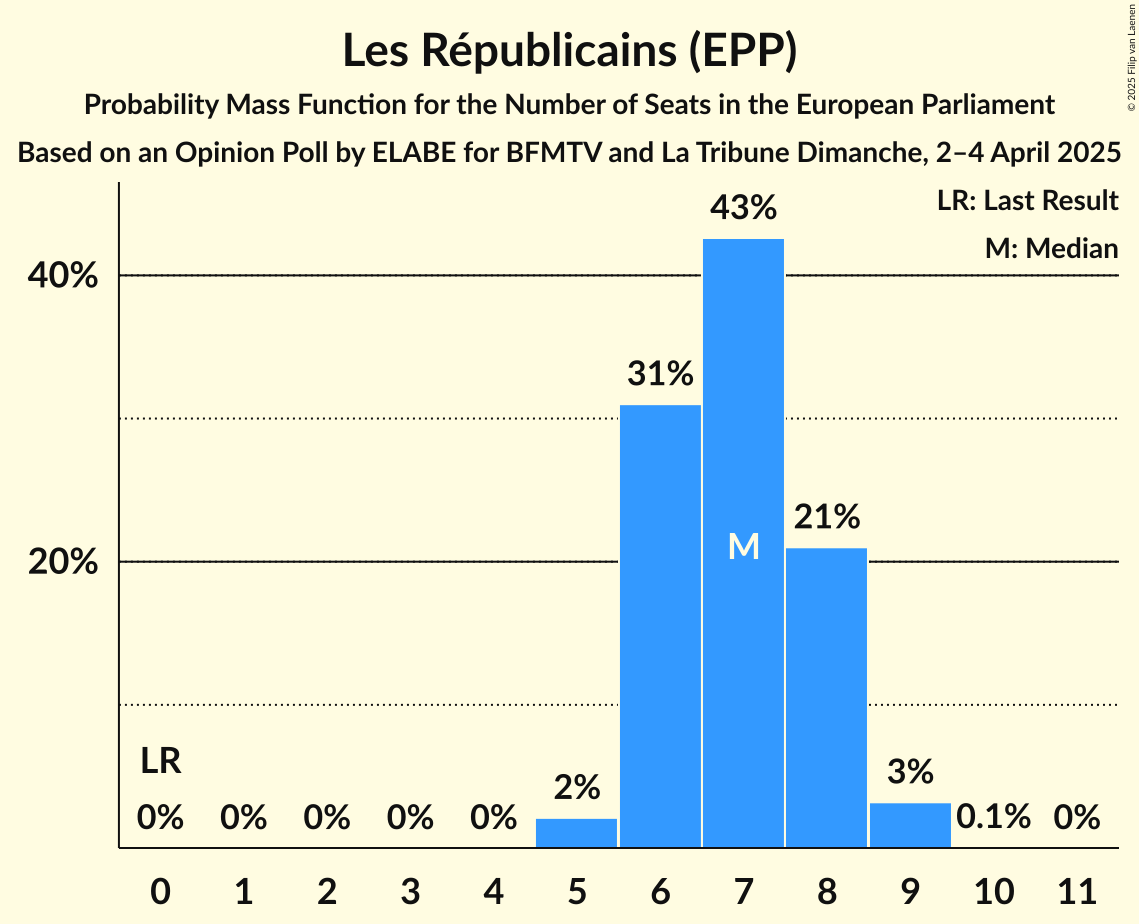 Les Républicains (EPP)
Probability Mass Function for the Number of Seats in the European Parliament
Based on an Opinion Poll by ELABE for BFMTV and La Tribune Dimanche, 2–4 April 2025
© 2025 Filip van Laenen
LR: Last Result
M: Median
43%
40%
31%
21%
M
20%
LR
3%
2%
0% 0% 0% 0% 0% 0.1% 0%
0 1 2 3 4 5 6 7 8 9 10 11